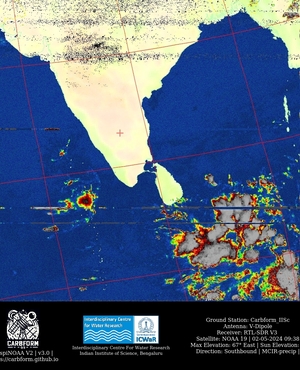 CARBFORM
spiNOAA V2 | v3.0 |
s://carbform.github.io
Interdisciplinary Centre
for Water Research
ICWaR
Interdisciplinary Centre For Water Research
Indian Institute of Science, Bengaluru
Ground Station: Carbform_IISc
Antenna: V-Dipole
Receiver: RTL-SDR V3
Satellite: NOAA 19 | 02-05-2024 09:38
Max Elevation: 67° East | Sun Elevation:
Direction: Southbound | MCIR-precip |